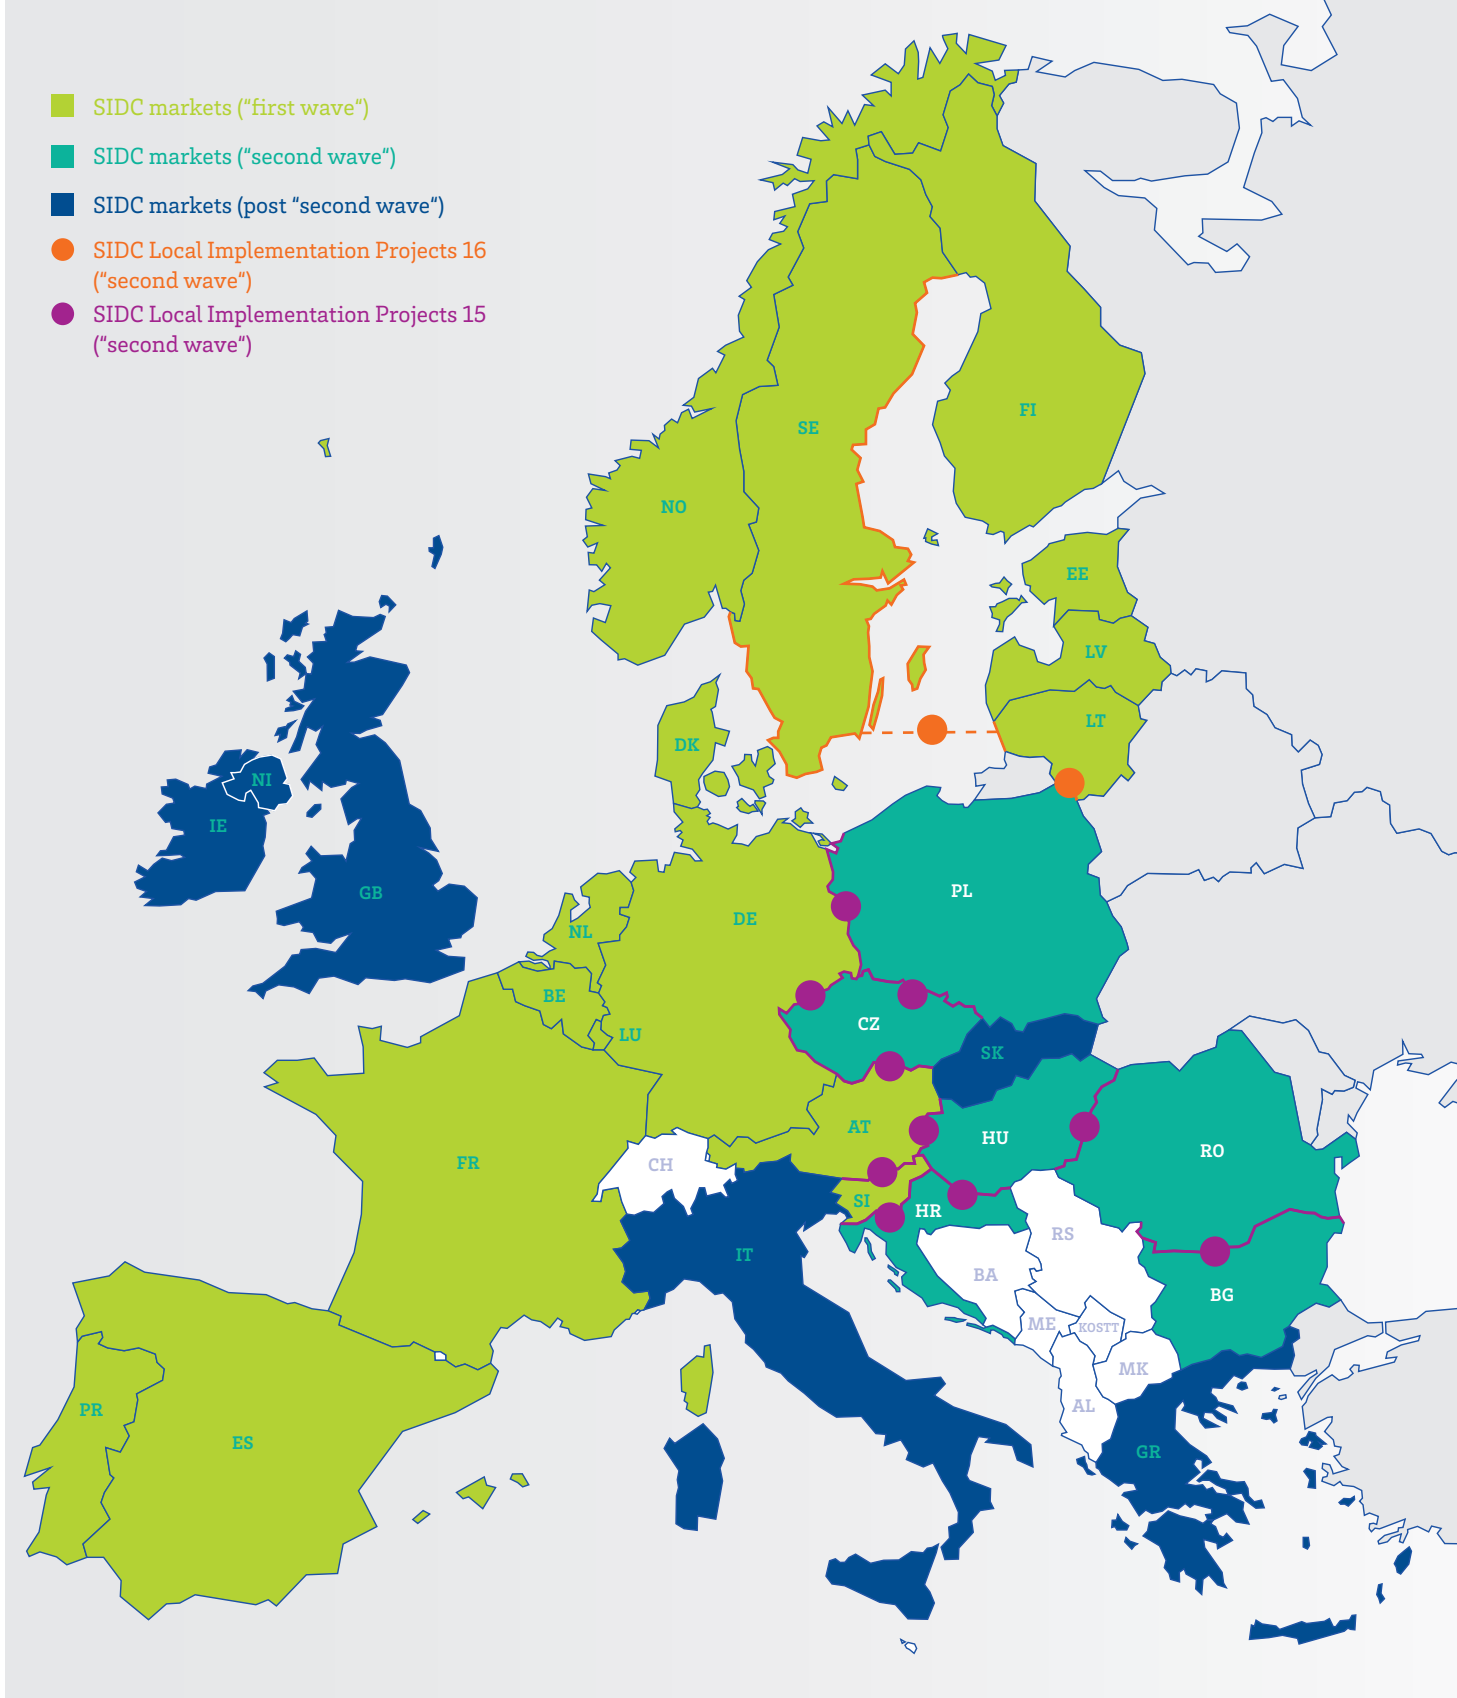 SIDC markets (“first wave“)
SIDC markets (“second wave“)
SIDC markets (post “second wave“)
SIDC Local Implementation Projects 16
(“second wave“)
SIDC Local Implementation Projects 15
(“second wave“)
FI
SE
NO
EE
LV
LT
DK
NI
IE
GB
PL
DE
NL
BE
LU
CZ
SK
AT
HU
RO
FR
CH
SI
HR
RS
IT
BA
BG
ME
KOSTT
MK
AL
PR
ES
GR